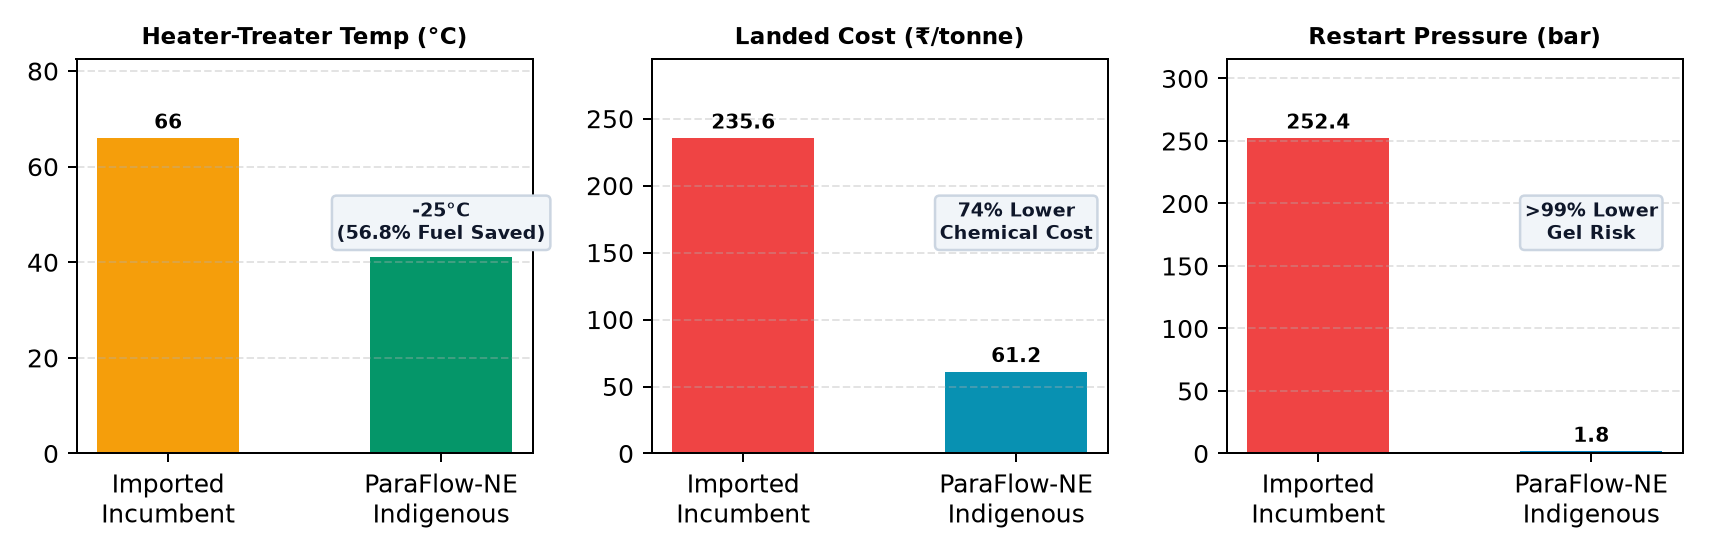 Heater-Treater Temp (°C)
80
60
40
20
0
66
-25°C
(56.8% Fuel Saved)
Imported
Incumbent
ParaFlow-NE
Indigenous
Landed Cost (₹/tonne)
250
200
150
100
50
0
235.6
74% Lower
Chemical Cost
61.2
Imported
Incumbent
ParaFlow-NE
Indigenous
Restart Pressure (bar)
300
250
200
150
100
50
0
252.4
>99% Lower
Gel Risk
1.8
Imported
Incumbent
ParaFlow-NE
Indigenous